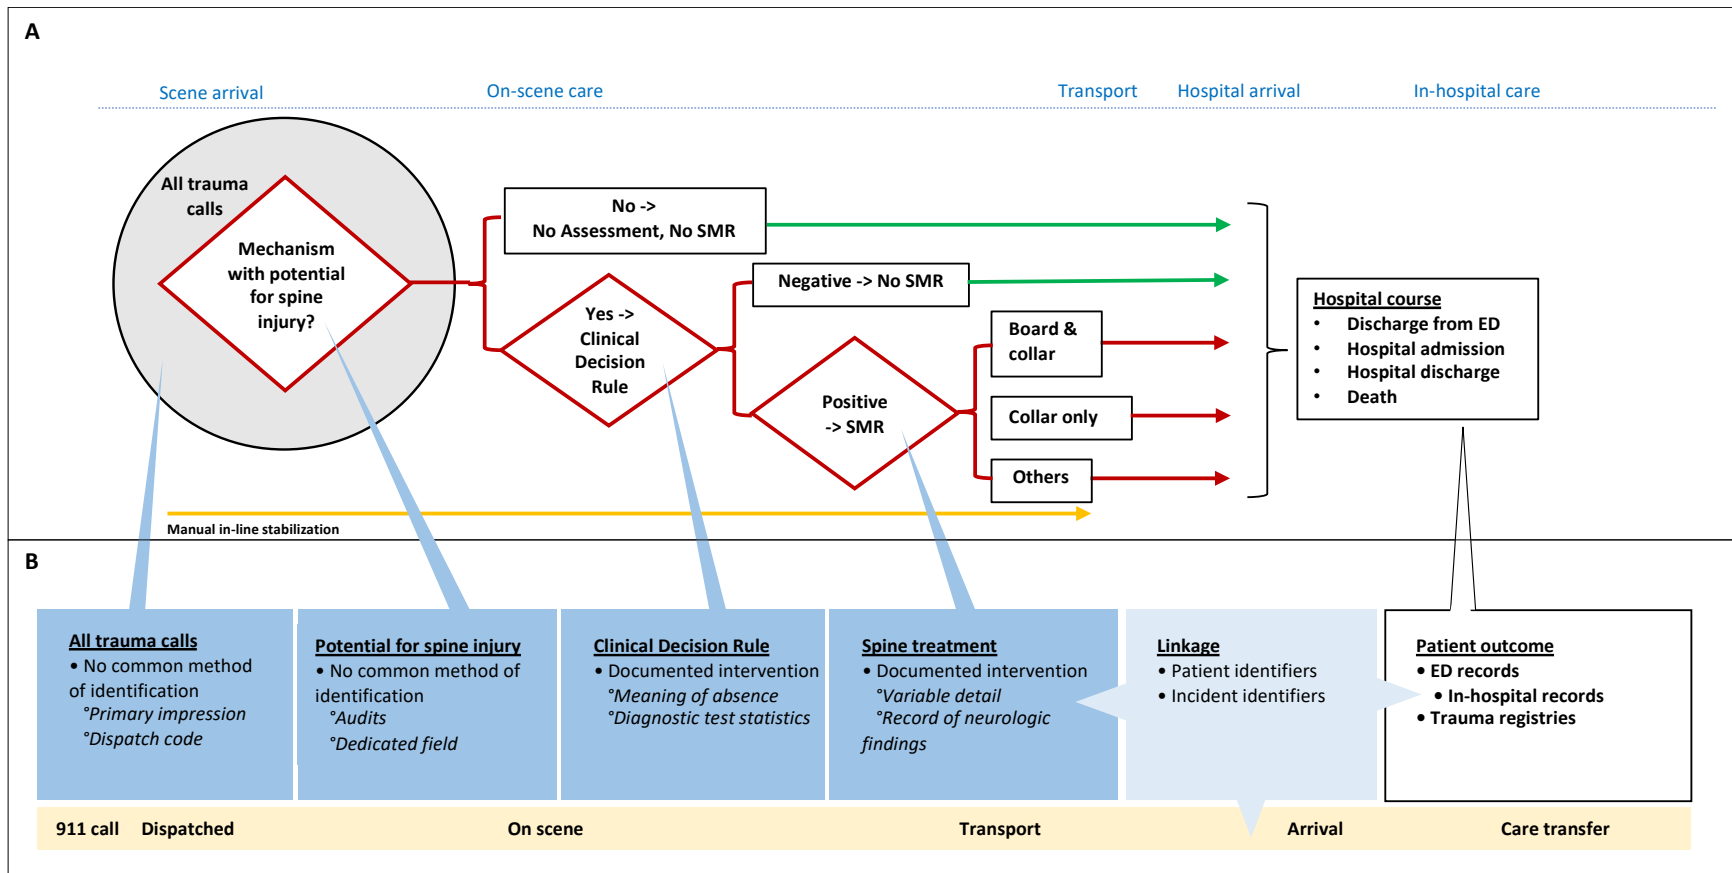 A
Scene arrival
On-scene care
Transport
Hospital arrival
In-hospital care
All trauma
calls
Mechanism
with potential
for spine
injury?
No ->
No Assessment, No SMR
Yes ->
Clinical
Decision
Rule
Negative -> No SMR
Positive
-> SMR
Board &
collar
Collar only
Others
Hospital course
• Discharge from ED
• Hospital admission
• Hospital discharge
• Death
Manual in-line stabilization
B
All trauma calls
• No common method
of identification
°Primary impression
°Dispatch code
Potential for spine injury
• No common method of
identification
°Audits
°Dedicated field
Clinical Decision Rule
• Documented intervention
°Meaning of absence
°Diagnostic test statistics
Spine treatment
• Documented intervention
°Variable detail
°Record of neurologic
findings
Linkage
• Patient identifiers
• Incident identifiers
Patient outcome
• ED records
• In-hospital records
• Trauma registries
911 call
Dispatched
On scene
Transport
Arrival
Care transfer